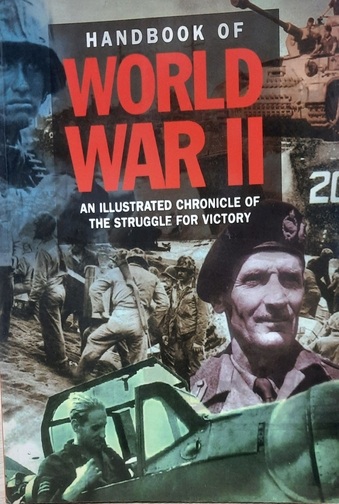 HANDBOOK OF
WORLD
WAR II
AN ILLUSTRATED CHRONICLE OF
THE STRUGGLE FOR VICTORY
20